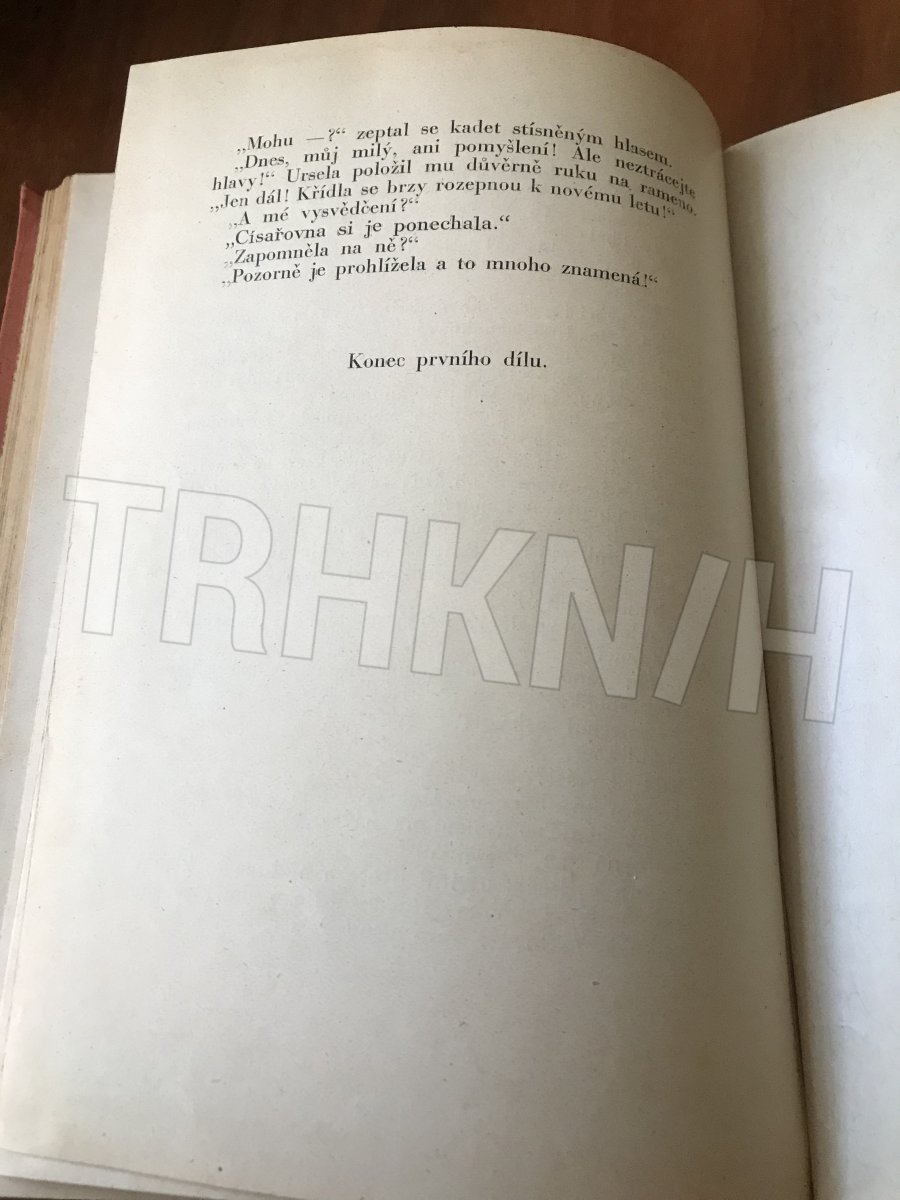 „Mohu —?“ zeptal se kadet stísněným hlasem.
„Dnes, můj milý, ani pomyšlení! Ale neztrácejte
hlavy!“ Ursela položil mu důvěrně ruku na rameno.
„Jen dál! Křídla se brzy rozepnou k novému letu!“
„A mé vysvědčení?“
„Císařovna si je ponechala.“
„Zapomněla na ně?“
„Pozorně je prohlížela a to mnoho znamená!“
Konec prvního dílu.
TRHKN/H